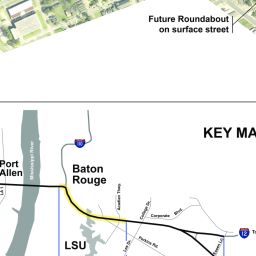 Future Roundabout
on surface street
KEY MA
Mississippi River
10
Port
Allen
Baton
Rouge
Acadian Thwy
College Dr
Corporate Blvd
Essen Ln
12
LSU
Lee Dr
Perkins Rd